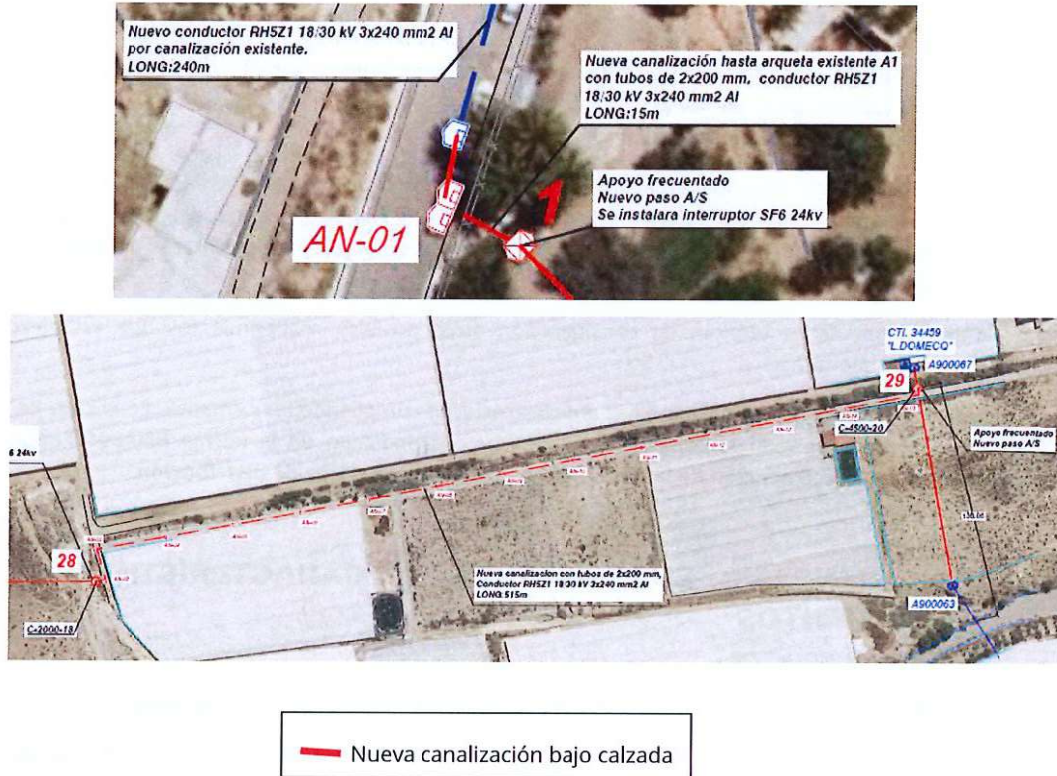 Nuevo conductor RH5Z1 18/30 kV 3x240 mm2 Al
por canalización existente.
LONG:240m
Nueva canalización hasta arqueta existente A1
con tubos de 2x200 mm, conductor RH5Z1
18/30 kV 3x240 mm2 Al
LONG:15m
Apoyo frecuentado
Nuevo paso A/S
Se instalara interruptor SF6 24kv
1
AN-01
CTI. 34459
"L.DOMECQ"
A900067
29
C-4500-20
Apoyo frecuentado
Nuevo paso A/S
6 24kv
28
C-2000-18
Nueva canalizacion con tubos de 2x200 mm,
Conductor RH5Z1 18/30 kV 3x240 mm2 Al
LONG:515m
A900063
Nueva canalización bajo calzada